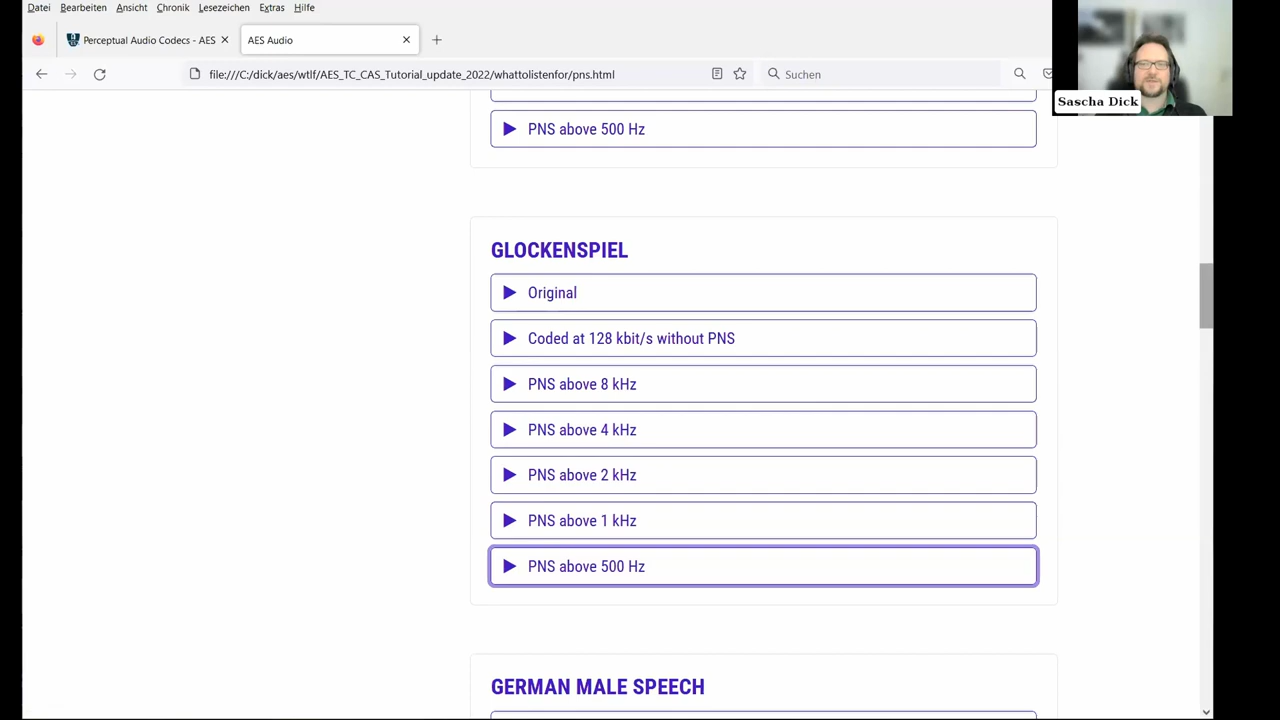 Datei Bearbeiten Ansicht Chronik Lesezeichen Extras Hilfe
Perceptual Audio Codecs - AES
AES Audio
file:///C:/dick/aes/wtlf/AES_TC_CAS_Tutorial_update_2022/whattolistenfor/pns.html
Suchen
Sascha Dick
PNS above 500 Hz
GLOCKENSPIEL
Original
Coded at 128 kbit/s without PNS
PNS above 8 kHz
PNS above 4 kHz
PNS above 2 kHz
PNS above 1 kHz
PNS above 500 Hz
GERMAN MALE SPEECH